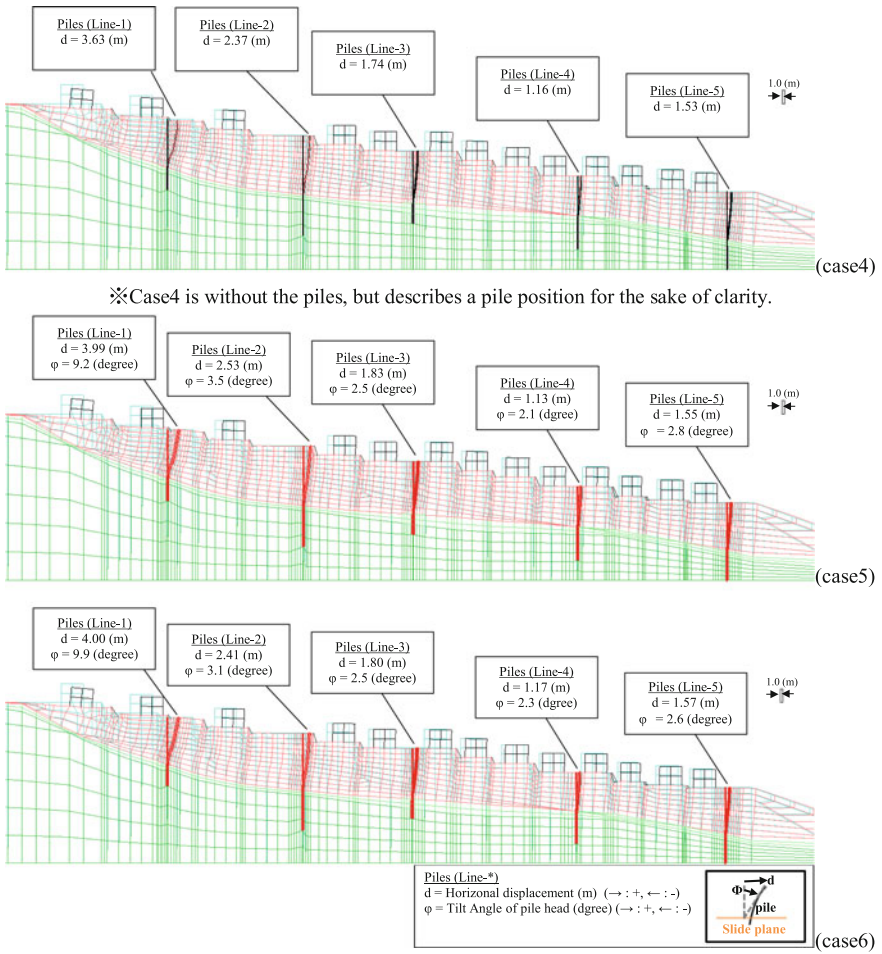 Piles (Line-1)
d = 3.63 (m)
Piles (Line-2)
d = 2.37 (m)
Piles (Line-3)
d = 1.74 (m)
Piles (Line-4)
d = 1.16 (m)
Piles (Line-5)
d = 1.53 (m)
1.0 (m)
(case4)
※Case4 is without the piles, but describes a pile position for the sake of clarity.
Piles (Line-1)
d = 3.99 (m)
φ = 9.2 (degree)
Piles (Line-2)
d = 2.53 (m)
φ = 3.5 (degree)
Piles (Line-3)
d = 1.83 (m)
φ = 2.5 (degree)
Piles (Line-4)
d = 1.13 (m)
φ = 2.1 (dgree)
Piles (Line-5)
d = 1.55 (m)
φ = 2.8 (degree)
1.0 (m)
(case5)
Piles (Line-1)
d = 4.00 (m)
φ = 9.9 (degree)
Piles (Line-2)
d = 2.41 (m)
φ = 3.1 (degree)
Piles (Line-3)
d = 1.80 (m)
φ = 2.5 (degree)
Piles (Line-4)
d = 1.17 (m)
φ = 2.3 (dgree)
Piles (Line-5)
d = 1.57 (m)
φ = 2.6 (degree)
1.0 (m)
Piles (Line-*)
d = Horizonal displacement (m) (→ : +, ← : -)
φ = Tilt Angle of pile head (dgree) (→ : +, ← : -)
Φ
d
pile
Slide plane
(case6)